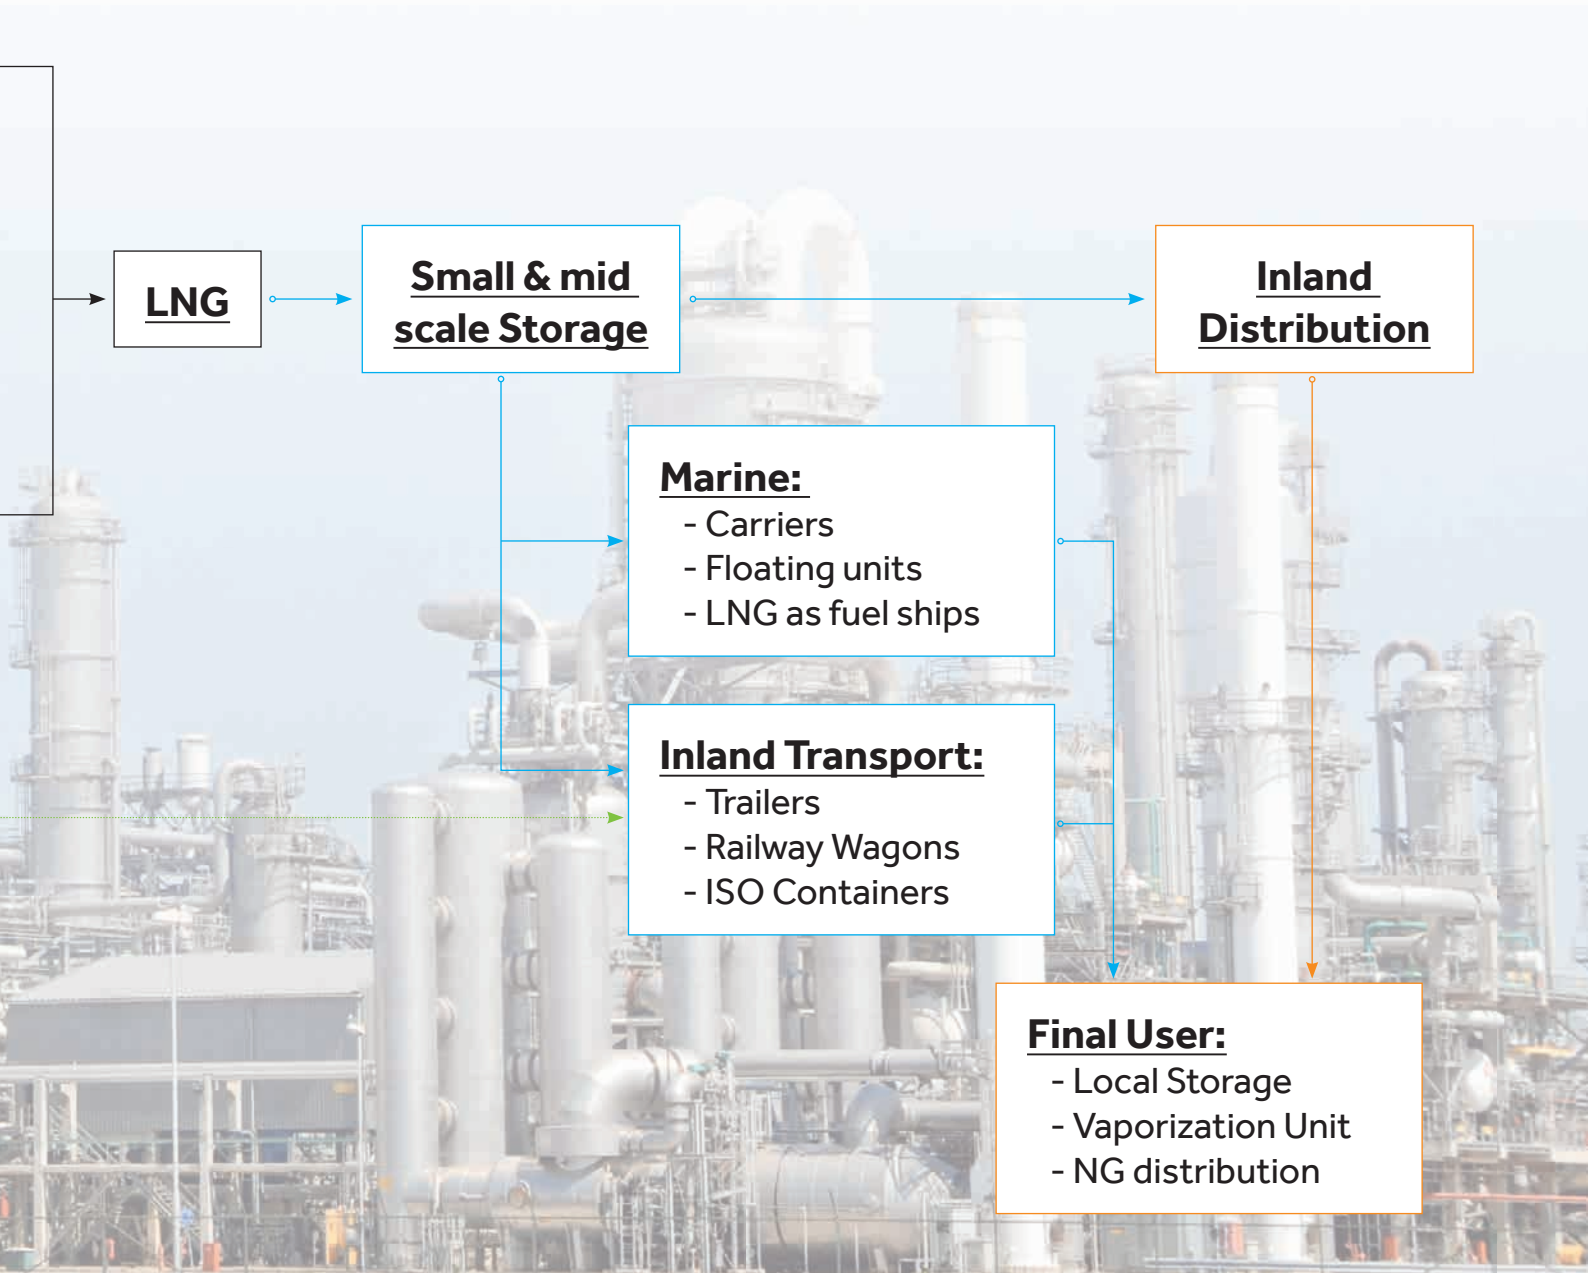 LNG
Small & mid
scale Storage
Inland
Distribution
Marine:
- Carriers
- Floating units
- LNG as fuel ships
Inland Transport:
- Trailers
- Railway Wagons
- ISO Containers
Final User:
- Local Storage
- Vaporization Unit
- NG distribution